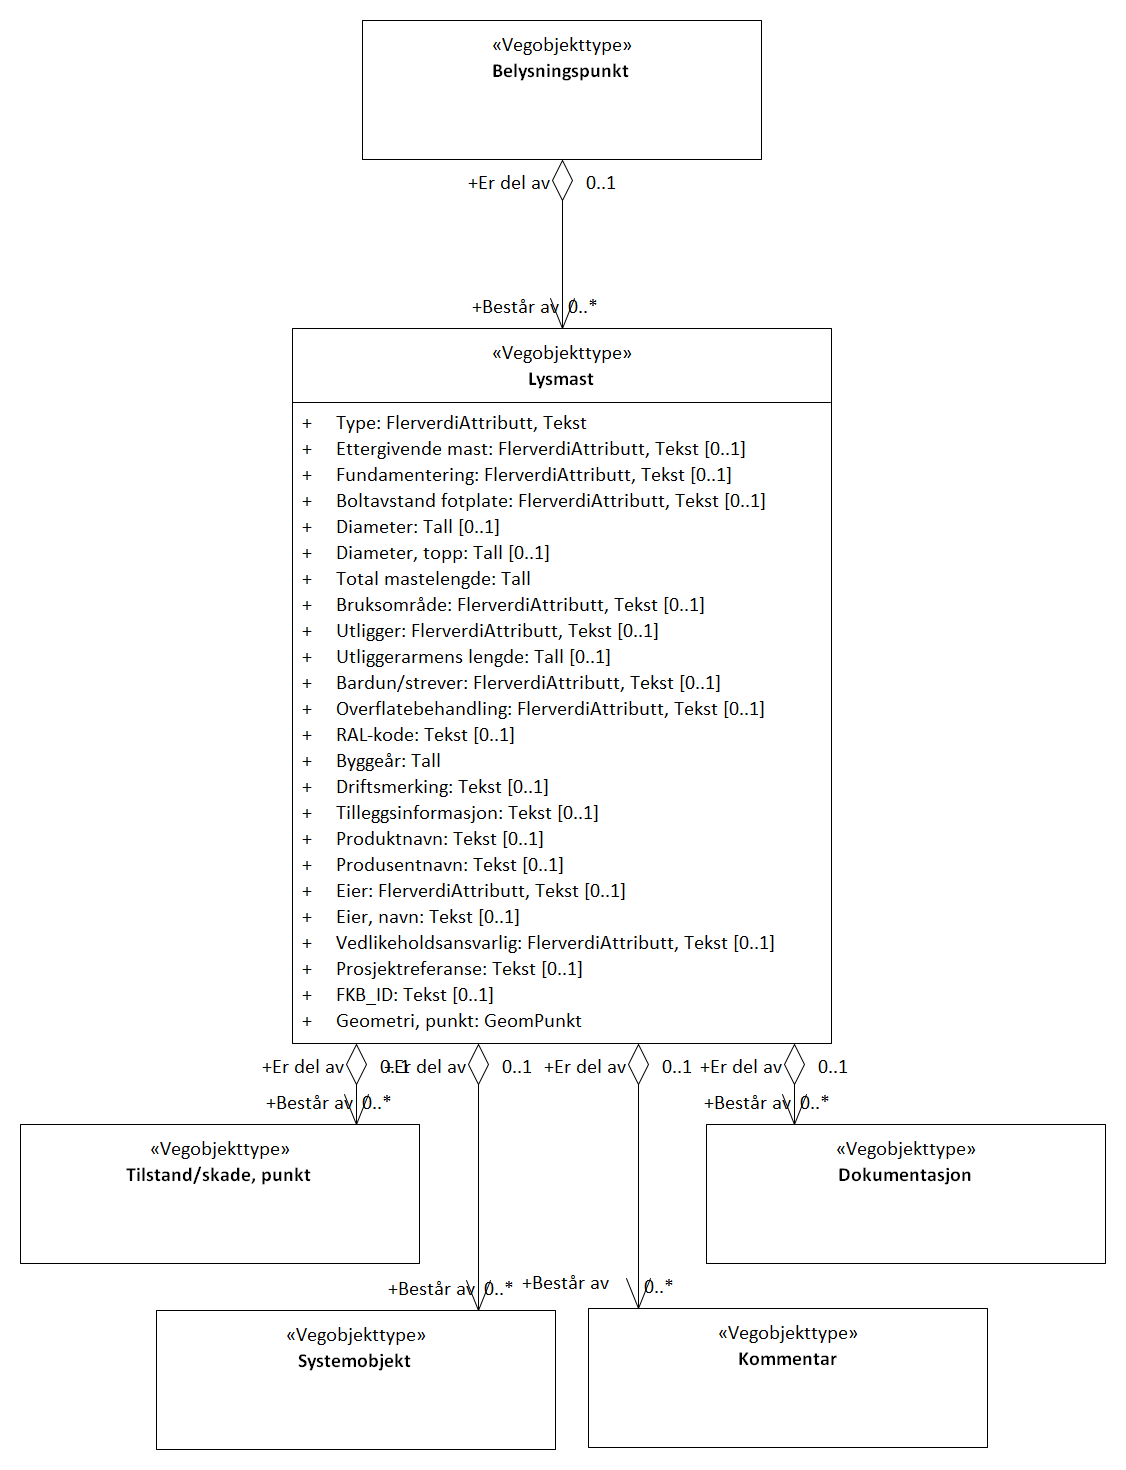 «Vegobjekttype»
Belysningspunkt
+Er del av 0..1
+Består av 0..*
«Vegobjekttype»
Lysmast
+ Type: FlerverdiAttributt, Tekst
+ Ettergivende mast: FlerverdiAttributt, Tekst [0..1]
+ Fundamentering: FlerverdiAttributt, Tekst [0..1]
+ Boltavstand fotplate: FlerverdiAttributt, Tekst [0..1]
+ Diameter: Tall [0..1]
+ Diameter, topp: Tall [0..1]
+ Total mastelengde: Tall
+ Bruksområde: FlerverdiAttributt, Tekst [0..1]
+ Utligger: FlerverdiAttributt, Tekst [0..1]
+ Utliggerarmens lengde: Tall [0..1]
+ Bardun/strever: FlerverdiAttributt, Tekst [0..1]
+ Overflatebehandling: FlerverdiAttributt, Tekst [0..1]
+ RAL-kode: Tekst [0..1]
+ Byggeår: Tall
+ Driftsmerking: Tekst [0..1]
+ Tilleggsinformasjon: Tekst [0..1]
+ Produktnavn: Tekst [0..1]
+ Produsentnavn: Tekst [0..1]
+ Eier: FlerverdiAttributt, Tekst [0..1]
+ Eier, navn: Tekst [0..1]
+ Vedlikeholdsansvarlig: FlerverdiAttributt, Tekst [0..1]
+ Prosjektreferanse: Tekst [0..1]
+ FKB_ID: Tekst [0..1]
+ Geometri, punkt: GeomPunkt
+Er del av 0..1 +Er del av 0..1 +Er del av 0..1 +Er del av 0..1
+Består av 0..* +Består av 0..*
«Vegobjekttype»
Tilstand/skade, punkt
«Vegobjekttype»
Dokumentasjon
+Består av 0..* +Består av 0..*
«Vegobjekttype»
Systemobjekt
«Vegobjekttype»
Kommentar